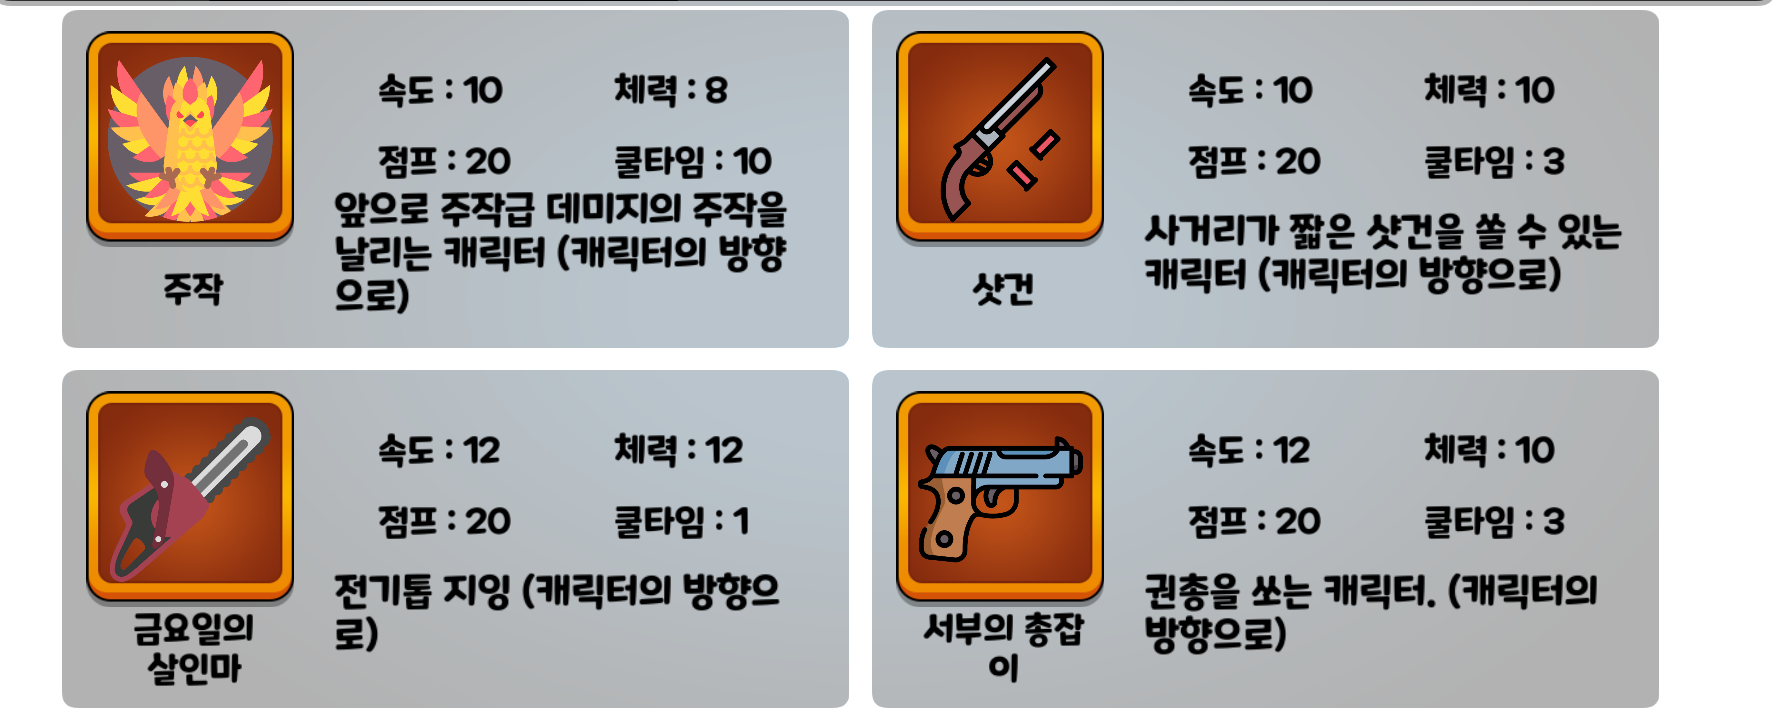 속도 : 10
체력 : 8
점프 : 20
쿨타임 : 10
앞으로 주작급 데미지의 주작을
날리는 캐릭터 (캐릭터의 방향
으로)
주작
속도 : 10
체력 : 10
점프 : 20
쿨타임 : 3
사거리가 짧은 샷건을 쏠 수 있는
캐릭터 (캐릭터의 방향으로)
샷건
속도 : 12
체력 : 12
점프 : 20
쿨타임 : 1
전기톱 지잉 (캐릭터의 방향으
로)
금요일의
살인마
속도 : 12
체력 : 10
점프 : 20
쿨타임 : 3
권총을 쏘는 캐릭터. (캐릭터의
방향으로)
서부의 총잡
이